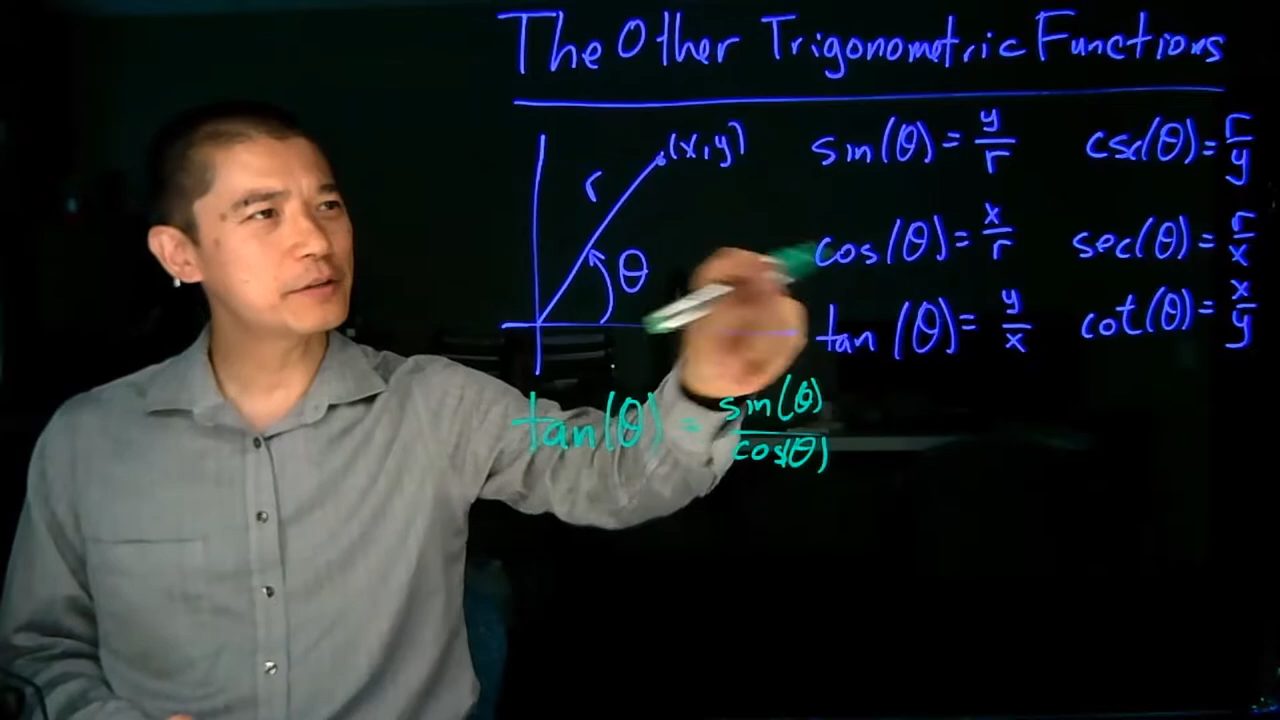 The Other Trigonometric Functions
(x,y)
r
θ
sin(θ) = y/r csc(θ) = r/y
cos(θ) = x/r sec(θ) = r/x
tan(θ) = y/x cot(θ) = x/y
tan(θ) = sin(θ)/cos(θ)